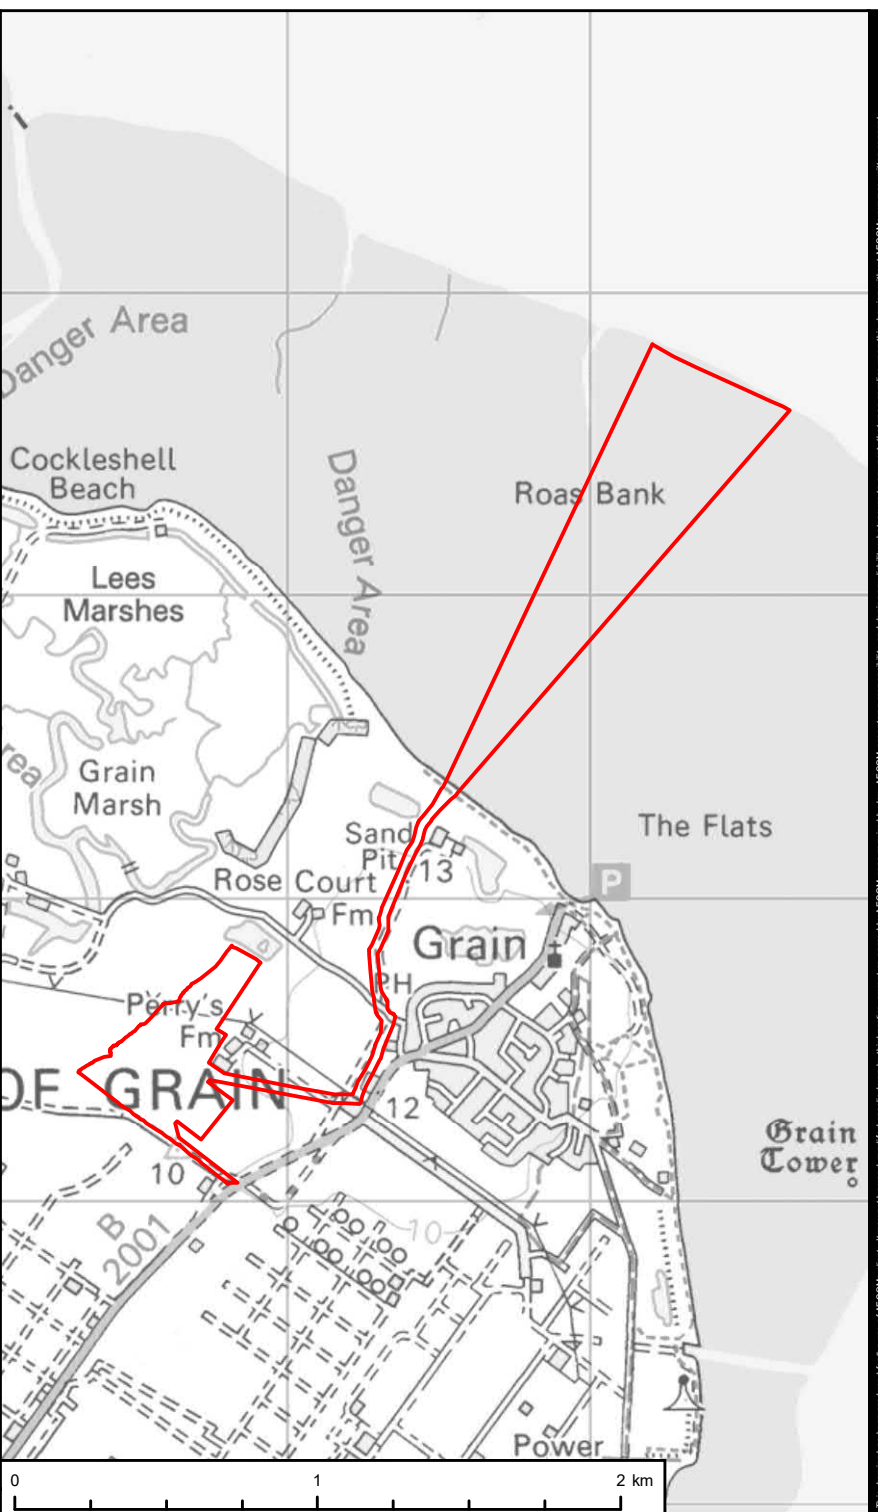 Danger Area
Cockleshell
Beach
Danger Area
Roas Bank
Lees
Marshes
rea
Grain
Marsh
The Flats
Sand
Pit
13
P
Rose Court
Fm
Grain
PH
Perry's
Fm
OF GRAIN
12
Grain
Tower
10
B
2001
10
Power
0
1
2 km